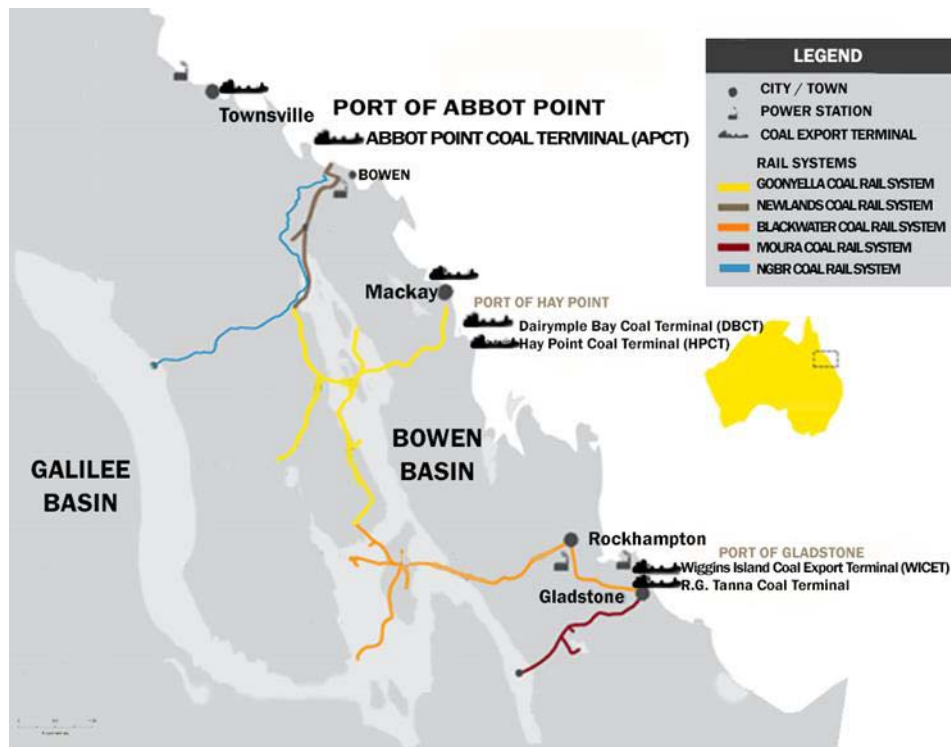 LEGEND
CITY / TOWN
POWER STATION
COAL EXPORT TERMINAL
RAIL SYSTEMS
GOONYELLA COAL RAIL SYSTEM
NEWLANDS COAL RAIL SYSTEM
BLACKWATER COAL RAIL SYSTEM
MOURA COAL RAIL SYSTEM
NGBR COAL RAIL SYSTEM
Townsville
PORT OF ABBOT POINT
ABBOT POINT COAL TERMINAL (APCT)
BOWEN
Mackay
PORT OF HAY POINT
Dairymple Bay Coal Terminal (DBCT)
Hay Point Coal Terminal (HPCT)
GALILEE
BASIN
BOWEN
BASIN
Rockhampton
PORT OF GLADSTONE
Wiggins Island Coal Export Terminal (WICET)
R.G. Tanna Coal Terminal
Gladstone